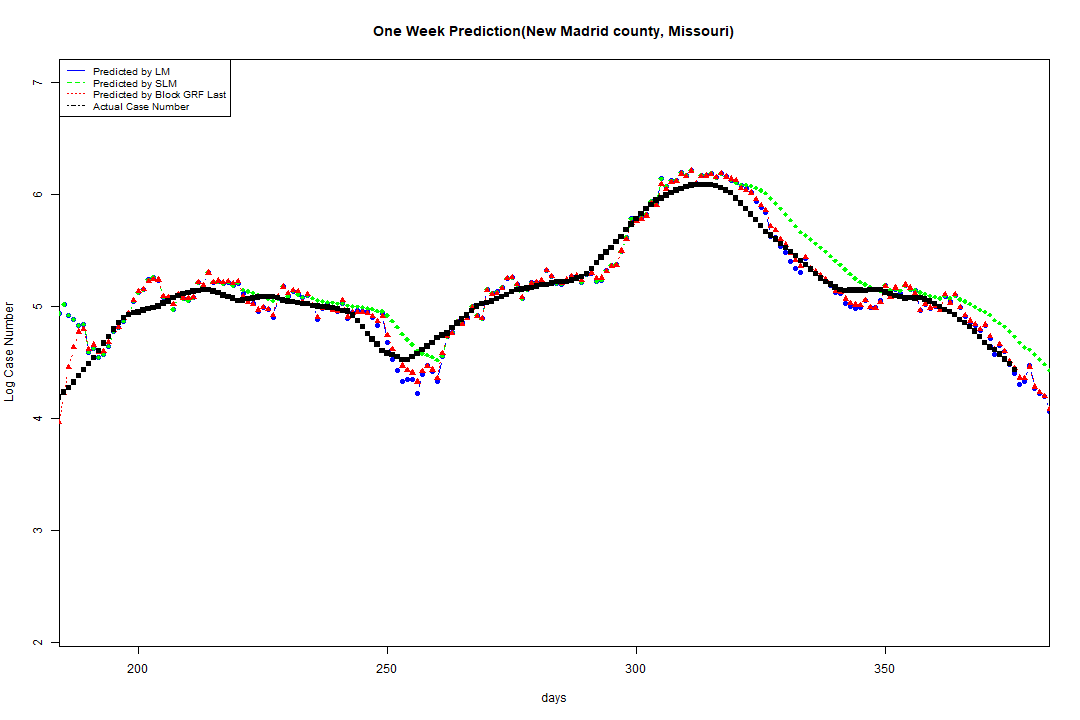 One Week Prediction(New Madrid county, Missouri)
Predicted by LM
Predicted by SLM
Predicted by Block GRF Last
Actual Case Number
7
6
5
4
3
2
Log Case Number
200 250 300 350
days